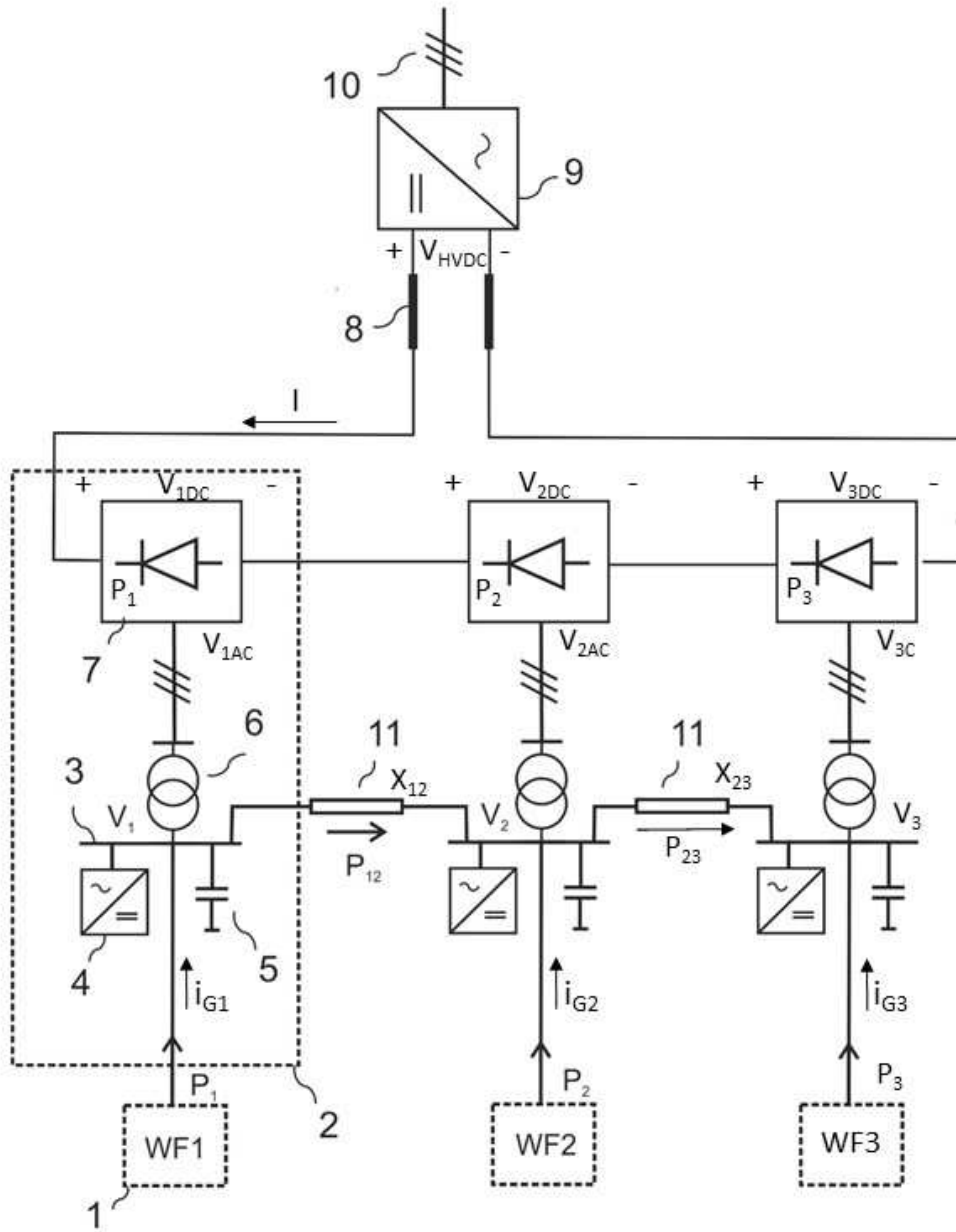 10
9
+ V_HVDC -
8
I
+ V_1DC -
+ V_2DC -
+ V_3DC -
P_1
P_2
P_3
7
V_1AC
V_2AC
V_3C
6
11
11
3
V_1
X_12
V_2
X_23
V_3
P_12
P_23
4
5
i_G1
i_G2
i_G3
P_1
P_2
P_3
2
WF1
WF2
WF3
1